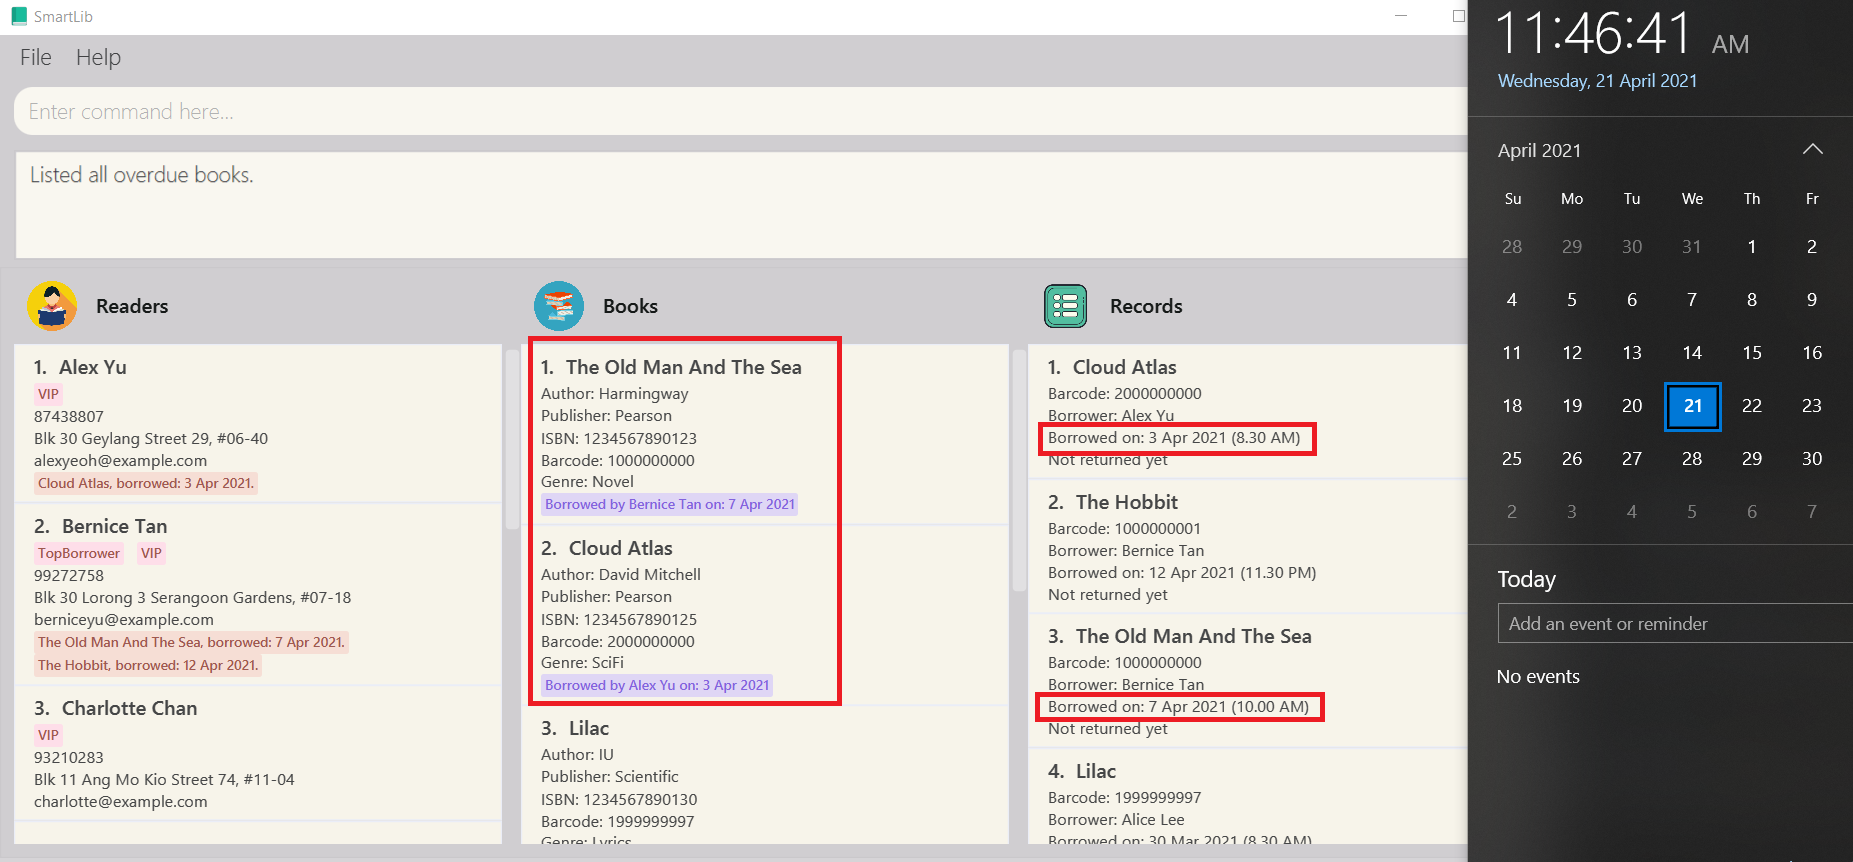 SmartLib
File Help
Enter command here...
Listed all overdue books.
Readers
1. Alex Yu
VIP
87438807
Blk 30 Geylang Street 29, #06-40
alexyeoh@example.com
Cloud Atlas, borrowed: 3 Apr 2021.
2. Bernice Tan
TopBorrower VIP
99272758
Blk 30 Lorong 3 Serangoon Gardens, #07-18
berniceyu@example.com
The Old Man And The Sea, borrowed: 7 Apr 2021.
The Hobbit, borrowed: 12 Apr 2021.
3. Charlotte Chan
VIP
93210283
Blk 11 Ang Mo Kio Street 74, #11-04
charlotte@example.com
Books
1. The Old Man And The Sea
Author: Harmingway
Publisher: Pearson
ISBN: 1234567890123
Barcode: 1000000000
Genre: Novel
Borrowed by Bernice Tan on: 7 Apr 2021
2. Cloud Atlas
Author: David Mitchell
Publisher: Pearson
ISBN: 1234567890125
Barcode: 2000000000
Genre: SciFi
Borrowed by Alex Yu on: 3 Apr 2021
3. Lilac
Author: IU
Publisher: Scientific
ISBN: 1234567890130
Barcode: 1999999997
Genre: Lyrics
Records
1. Cloud Atlas
Barcode: 2000000000
Borrower: Alex Yu
Borrowed on: 3 Apr 2021 (8.30 AM)
Not returned yet
2. The Hobbit
Barcode: 1000000001
Borrower: Bernice Tan
Borrowed on: 12 Apr 2021 (11.30 PM)
Not returned yet
3. The Old Man And The Sea
Barcode: 1000000000
Borrower: Bernice Tan
Borrowed on: 7 Apr 2021 (10.00 AM)
Not returned yet
4. Lilac
Barcode: 1999999997
Borrower: Alice Lee
Borrowed on: 30 Mar 2021 (8.30 AM)
11:46:41 AM
Wednesday, 21 April 2021
April 2021
Su Mo Tu We Th Fr
28 29 30 31 1 2
4 5 6 7 8 9
11 12 13 14 15 16
18 19 20 21 22 23
25 26 27 28 29 30
2 3 4 5 6 7
Today
Add an event or reminder
No events